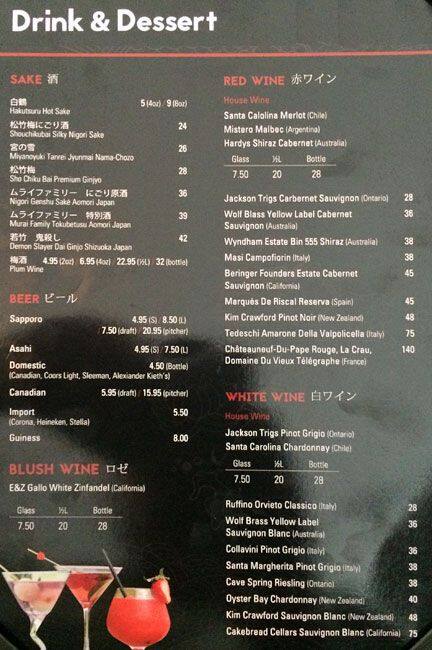 Drink & Dessert
SAKE 酒
白鶴 5 (4oz) / 9 (8oz)
Hakutsuru Hot Sake
松竹梅にごり酒 24
Shouchikubai Silky Nigori Sake
宮の雪 26
Miyanoyuki Tanrei Jyunmai Nama-Chozo
松竹梅 28
Sho Chiku Bai Premium Ginjyo
ムライファミリー にごり原酒 36
Nigori Genshu Saké Aomori Japan
ムライファミリー 特別酒 39
Murai Family Tokubetusu Aomori Japan
若竹 鬼殺し 42
Demon Slayer Dai Ginjo Shizuoka Japan
梅酒 4.95 (2oz) / 6.95 (4oz) / 22.95 (½L) / 32 (bottle)
Plum Wine
BEER ビール
Sapporo 4.95 (S) / 8.50 (L)
/ 7.50 (draft) / 20.95 (pitcher)
Asahi 4.95 (S) / 7.50 (L)
Domestic 4.50 (Bottle)
(Canadian, Coors Light, Sleeman, Alexiander Kieth's)
Canadian 5.95 (draft) / 15.95 (pitcher)
Import 5.50
(Corona, Heineken, Stella)
Guiness 8.00
BLUSH WINE ロゼ
E&Z Gallo White Zinfandel (California)
Glass ½L Bottle
7.50 20 28
RED WINE 赤ワイン
House Wine
Santa Calolina Merlot (Chile)
Mistero Malbec (Argentina)
Hardys Shiraz Cabernet (Australia)
Glass ½L Bottle
7.50 20 28
Jackson Trigs Carbernet Sauvignon (Ontario) 28
Wolf Blass Yellow Label Cabernet 36
Sauvignon (Australia)
Wyndham Estate Bin 555 Shiraz (Australia) 38
Masi Campofiorin (Italy) 38
Beringer Founders Estate Cabernet 45
Sauvignon (California)
Marqués De Riscal Reserva (Spain) 45
Kim Crawford Pinot Noir (New Zealand) 48
Tedeschi Amarone Della Valpolicella (Italy) 75
Châteauneuf-Du-Pape Rouge, La Crau, 140
Domaine Du Vieux Télégraphe (France)
WHITE WINE 白ワイン
House Wine
Jackson Trigs Pinot Grigio (Ontario)
Santa Carolina Chardonnay (Chile)
Glass ½L Bottle
7.50 20 28
Ruffino Orvieto Classico (Italy) 28
Wolf Brass Yellow Label 36
Sauvignon Blanc (Australia)
Collavini Pinot Grigio (Italy) 36
Santa Margherita Pinot Grigio (Italy) 38
Cave Spring Riesling (Ontario) 38
Oyster Bay Chardonnay (New Zealand) 40
Kim Crawford Sauvignon Blanc (New Zealand) 48
Cakebread Cellars Sauvignon Blanc (California) 75